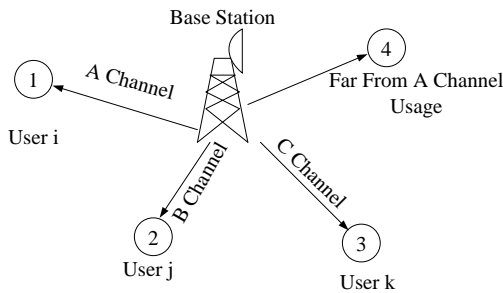 Base Station
1
A Channel
User i
4
Far From A Channel
Usage
B Channel
2
User j
C Channel
3
User k